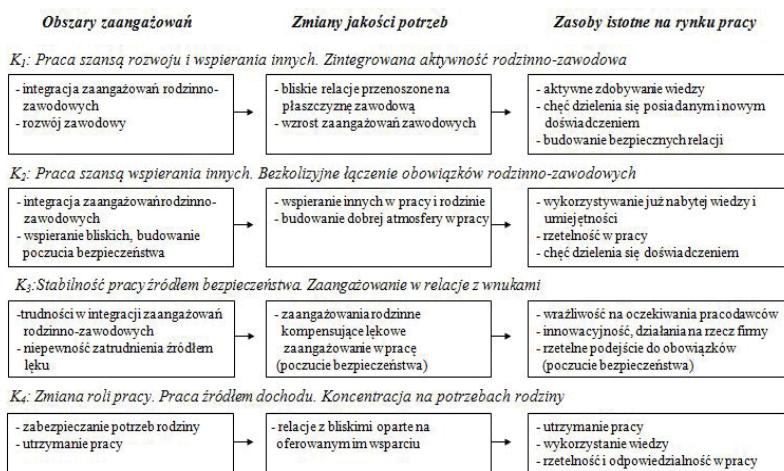 Obszary zaangażowań
Zmiany jakości potrzeb
Zasoby istotne na rynku pracy
K1: Praca szansą rozwoju i wspierania innych. Zintegrowana aktywność rodzinno-zawodowa
- integracja zaangażowań rodzinno-
zawodowych
- rozwój zawodowy
- bliskie relacje przenoszone na
płaszczyznę zawodową
- wzrost zaangażowań zawodowych
- aktywne zdobywanie wiedzy
- chęć dzielenia się posiadanym i nowym
doświadczeniem
- budowanie bezpiecznych relacji
K2: Praca szansą wspierania innych. Bezkolizyjne łączenie obowiązków rodzinno-zawodowych
- integracja zaangażowań rodzinno-
zawodowych
- wspieranie bliskich, budowanie
poczucia bezpieczeństwa
- wspieranie innych w pracy i rodzinie
- budowanie dobrej atmosfery w pracy
- wykorzystywanie już nabytej wiedzy i
umiejętności
- rzetelność w pracy
- chęć dzielenia się doświadczeniem
K3:Stabilność pracy źródłem bezpieczeństwa. Zaangażowanie w relacje z wnukami
-trudności w integracji zaangażowań
rodzinno-zawodowych
- niepewność zatrudnienia źródłem
lęku
- zaangażowania rodzinne
kompensujące lękowe
zaangażowanie w pracę
(poczucie bezpieczeństwa)
- wrażliwość na oczekiwania pracodawców
- innowacyjność, działania na rzecz firmy
- rzetelne podejście do obowiązków
(poczucie bezpieczeństwa)
K4: Zmiana roli pracy. Praca źródłem dochodu. Koncentracja na potrzebach rodziny
- zabezpieczanie potrzeb rodziny
- utrzymanie pracy
- relacje z bliskimi oparte na
oferowanym im wsparciu
- utrzymanie pracy
- wykorzystanie wiedzy
- rzetelność i odpowiedzialność w pracy